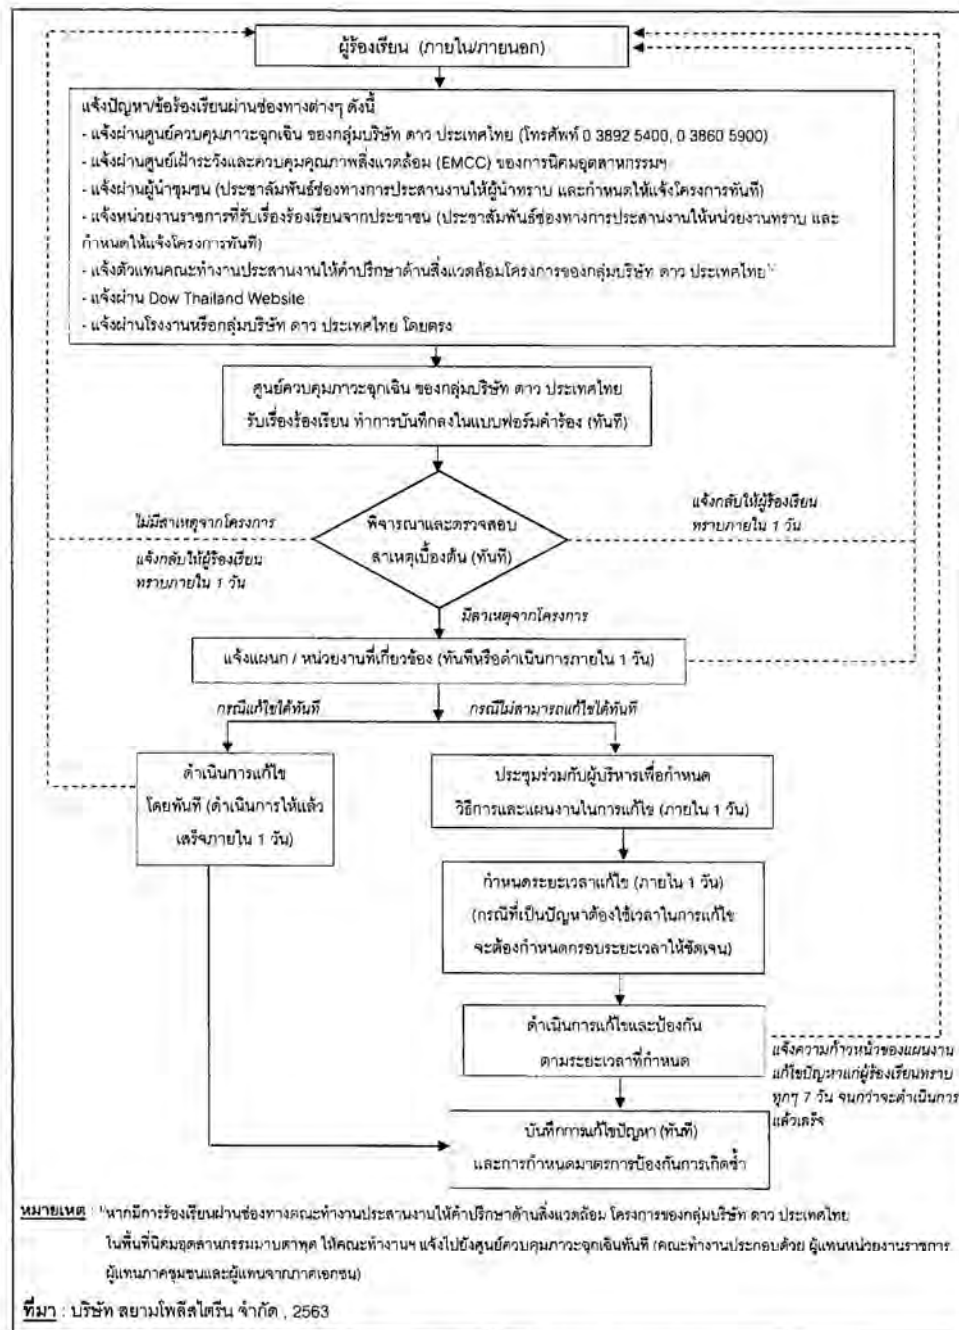 ผู้ร้องเรียน (ภายใน/ภายนอก)
แจ้งปัญหา/ข้อร้องเรียนผ่านช่องทางต่างๆ ดังนี้
- แจ้งผ่านศูนย์ควบคุมภาวะฉุกเฉิน ของกลุ่มบริษัท ดาว ประเทศไทย (โทรศัพท์ 0 3892 5400, 0 3860 5900)
- แจ้งผ่านศูนย์เฝ้าระวังและควบคุมคุณภาพสิ่งแวดล้อม (EMCC) ของการนิคมอุตสาหกรรมฯ
- แจ้งผ่านผู้นำชุมชน (ประชาสัมพันธ์ช่องทางการประสานงานให้ผู้นำทราบ และกำหนดให้แจ้งโครงการทันที)
- แจ้งหน่วยงานราชการที่รับเรื่องร้องเรียนจากประชาชน (ประชาสัมพันธ์ช่องทางการประสานงานให้หน่วยงานทราบ และ
กำหนดให้แจ้งโครงการทันที)
- แจ้งตัวแทนคณะทำงานประสานงานให้คำปรึกษาด้านสิ่งแวดล้อมโครงการของกลุ่มบริษัท ดาว ประเทศไทย ¹/
- แจ้งผ่าน Dow Thailand Website
- แจ้งผ่านโรงงานหรือกลุ่มบริษัท ดาว ประเทศไทย โดยตรง
ศูนย์ควบคุมภาวะฉุกเฉิน ของกลุ่มบริษัท ดาว ประเทศไทย
รับเรื่องร้องเรียน ทำการบันทึกลงในแบบฟอร์มคำร้อง (ทันที)
พิจารณาและตรวจสอบ
สาเหตุเบื้องต้น (ทันที)
ไม่มีสาเหตุจากโครงการ
แจ้งกลับให้ผู้ร้องเรียน
ทราบภายใน 1 วัน
แจ้งกลับให้ผู้ร้องเรียน
ทราบภายใน 1 วัน
มีสาเหตุจากโครงการ
แจ้งแผนก / หน่วยงานที่เกี่ยวข้อง (ทันทีหรือดำเนินการภายใน 1 วัน)
กรณีแก้ไขได้ทันที
กรณีไม่สามารถแก้ไขได้ทันที
ดำเนินการแก้ไข
โดยทันที (ดำเนินการให้แล้ว
เสร็จภายใน 1 วัน)
ประชุมร่วมกับผู้บริหารเพื่อกำหนด
วิธีการและแผนงานในการแก้ไข (ภายใน 1 วัน)
กำหนดระยะเวลาแก้ไข (ภายใน 1 วัน)
(กรณีที่เป็นปัญหาต้องใช้เวลาในการแก้ไข
จะต้องกำหนดกรอบระยะเวลาให้ชัดเจน)
ดำเนินการแก้ไขและป้องกัน
ตามระยะเวลาที่กำหนด
แจ้งความก้าวหน้าของแผนงาน
แก้ไขปัญหาแก่ผู้ร้องเรียนทราบ
ทุกๆ 7 วัน จนกว่าจะดำเนินการ
แล้วเสร็จ
บันทึกการแก้ไขปัญหา (ทันที)
และการกำหนดมาตรการป้องกันการเกิดซ้ำ
หมายเหตุ : ¹/หากมีการร้องเรียนผ่านช่องทางคณะทำงานประสานงานให้คำปรึกษาด้านสิ่งแวดล้อม โครงการของกลุ่มบริษัท ดาว ประเทศไทย
ในพื้นที่นิคมอุตสาหกรรมมาบตาพุด ให้คณะทำงานฯ แจ้งไปยังศูนย์ควบคุมภาวะฉุกเฉินทันที (คณะทำงานประกอบด้วย ผู้แทนหน่วยงานราชการ
ผู้แทนภาคชุมชนและผู้แทนจากภาคเอกชน)
ที่มา : บริษัท สยามโพลีสไตรีน จำกัด , 2563